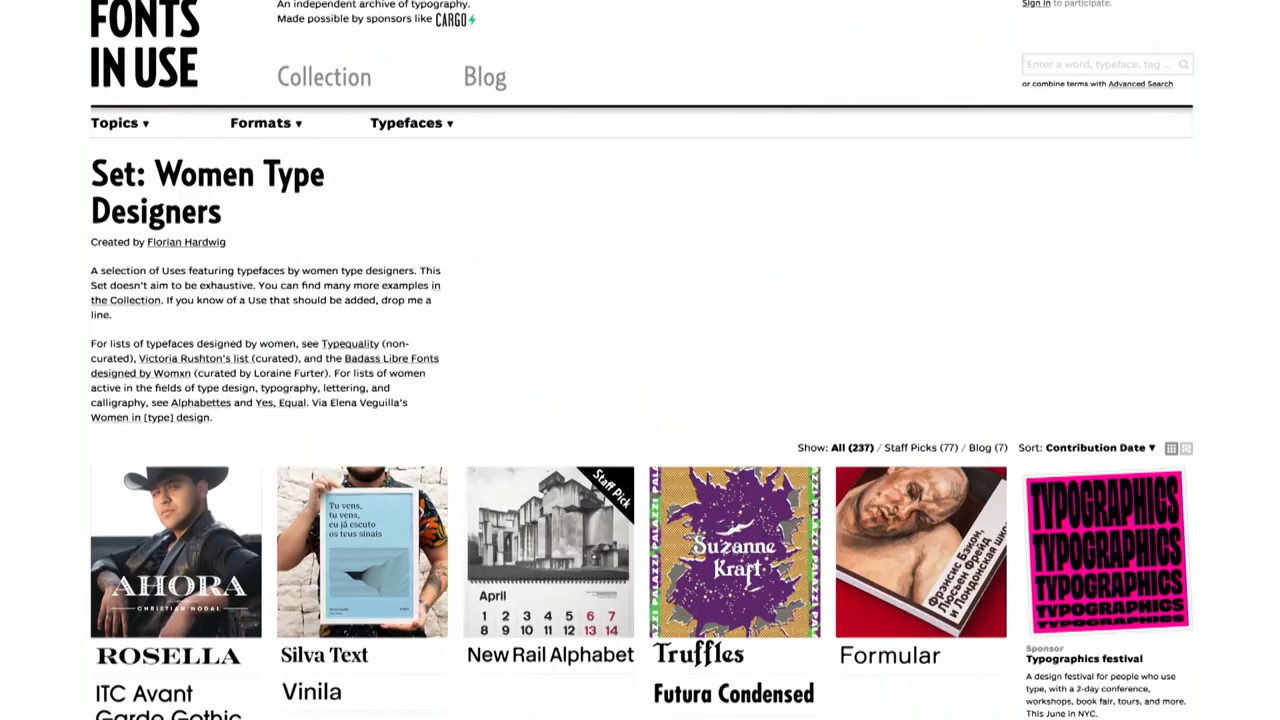 FONTS
IN USE
An independent archive of typography.
Made possible by sponsors like CARGO
Sign in to participate.
Collection
Blog
Enter a word, typeface, tag ...
or combine terms with Advanced Search
Topics ▾
Formats ▾
Typefaces ▾
Set: Women Type
Designers
Created by Florian Hardwig
A selection of Uses featuring typefaces by women type designers. This
Set doesn't aim to be exhaustive. You can find many more examples in
the Collection. If you know of a Use that should be added, drop me a
line.
For lists of typefaces designed by women, see Typequality (non-
curated), Victoria Rushton's list (curated), and the Badass Libre Fonts
designed by Womxn (curated by Loraine Furter). For lists of women
active in the fields of type design, typography, lettering, and
calligraphy, see Alphabettes and Yes, Equal. Via Elena Veguilla's
Women in [type] design.
Show: All (237) / Staff Picks (77) / Blog (7) Sort: Contribution Date ▾
AHORA
CHRISTIAN NODAL
ROSELLA
ITC Avant
Garde Gothic
Tu vens,
tu vens,
eu já escuto
os teus sinais
Silva Text
Vinila
Staff Pick
April
1 2 3 4 5 6 7
8 9 10 11 12 13 14
New Rail Alphabet
PALAZZI
Suzanne
Kraft
Truffles
Futura Condensed
Фрэнсис Бэкон,
Люсьен Фрейд
и Лондонская шко
Formular
TYPOGRAPHICS
TYPOGRAPHICS
TYPOGRAPHICS
TYPOGRAPHICS
TYPOGRAPHICS
Sponsor
Typographics festival
A design festival for people who use
type, with a 2-day conference,
workshops, book fair, tours, and more.
This June in NYC.